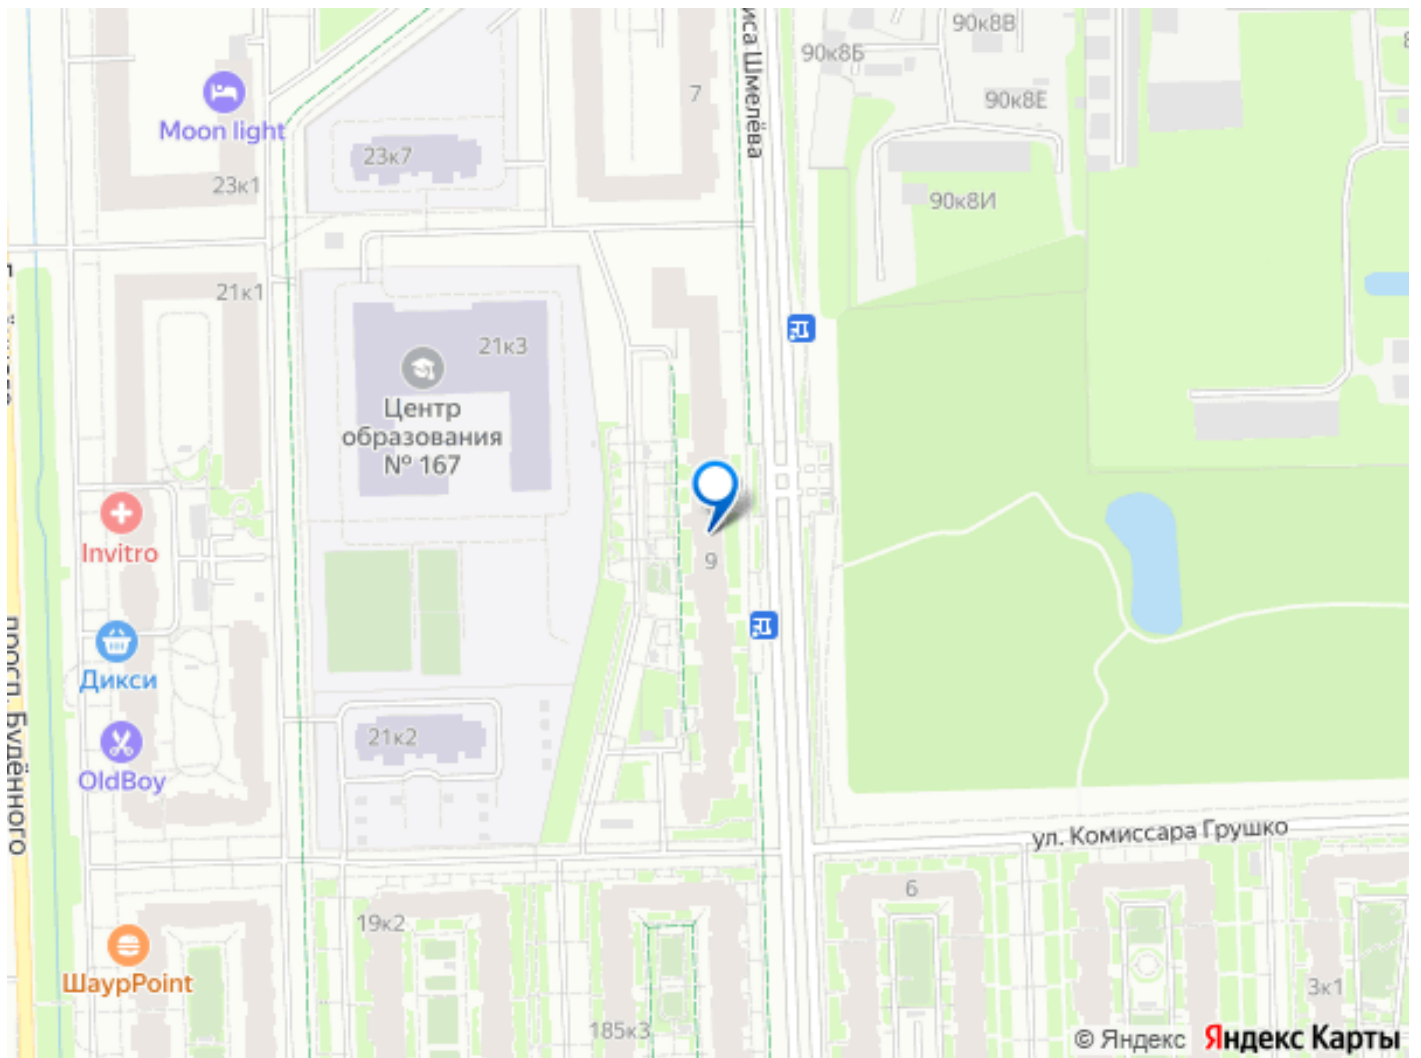 90к8В
90к8Б
7
иса Шмелёва
90к8Е
Moon light
23к7
23к1
90к8И
21к1
21к3
Центр
образования
№ 167
Invitro
9
Дикси
просп. Будённого
21к2
OldBoy
ул. Комиссара Грушко
6
19к2
ШаурPoint
3к1
185к3
© Яндекс Яндекс Карты